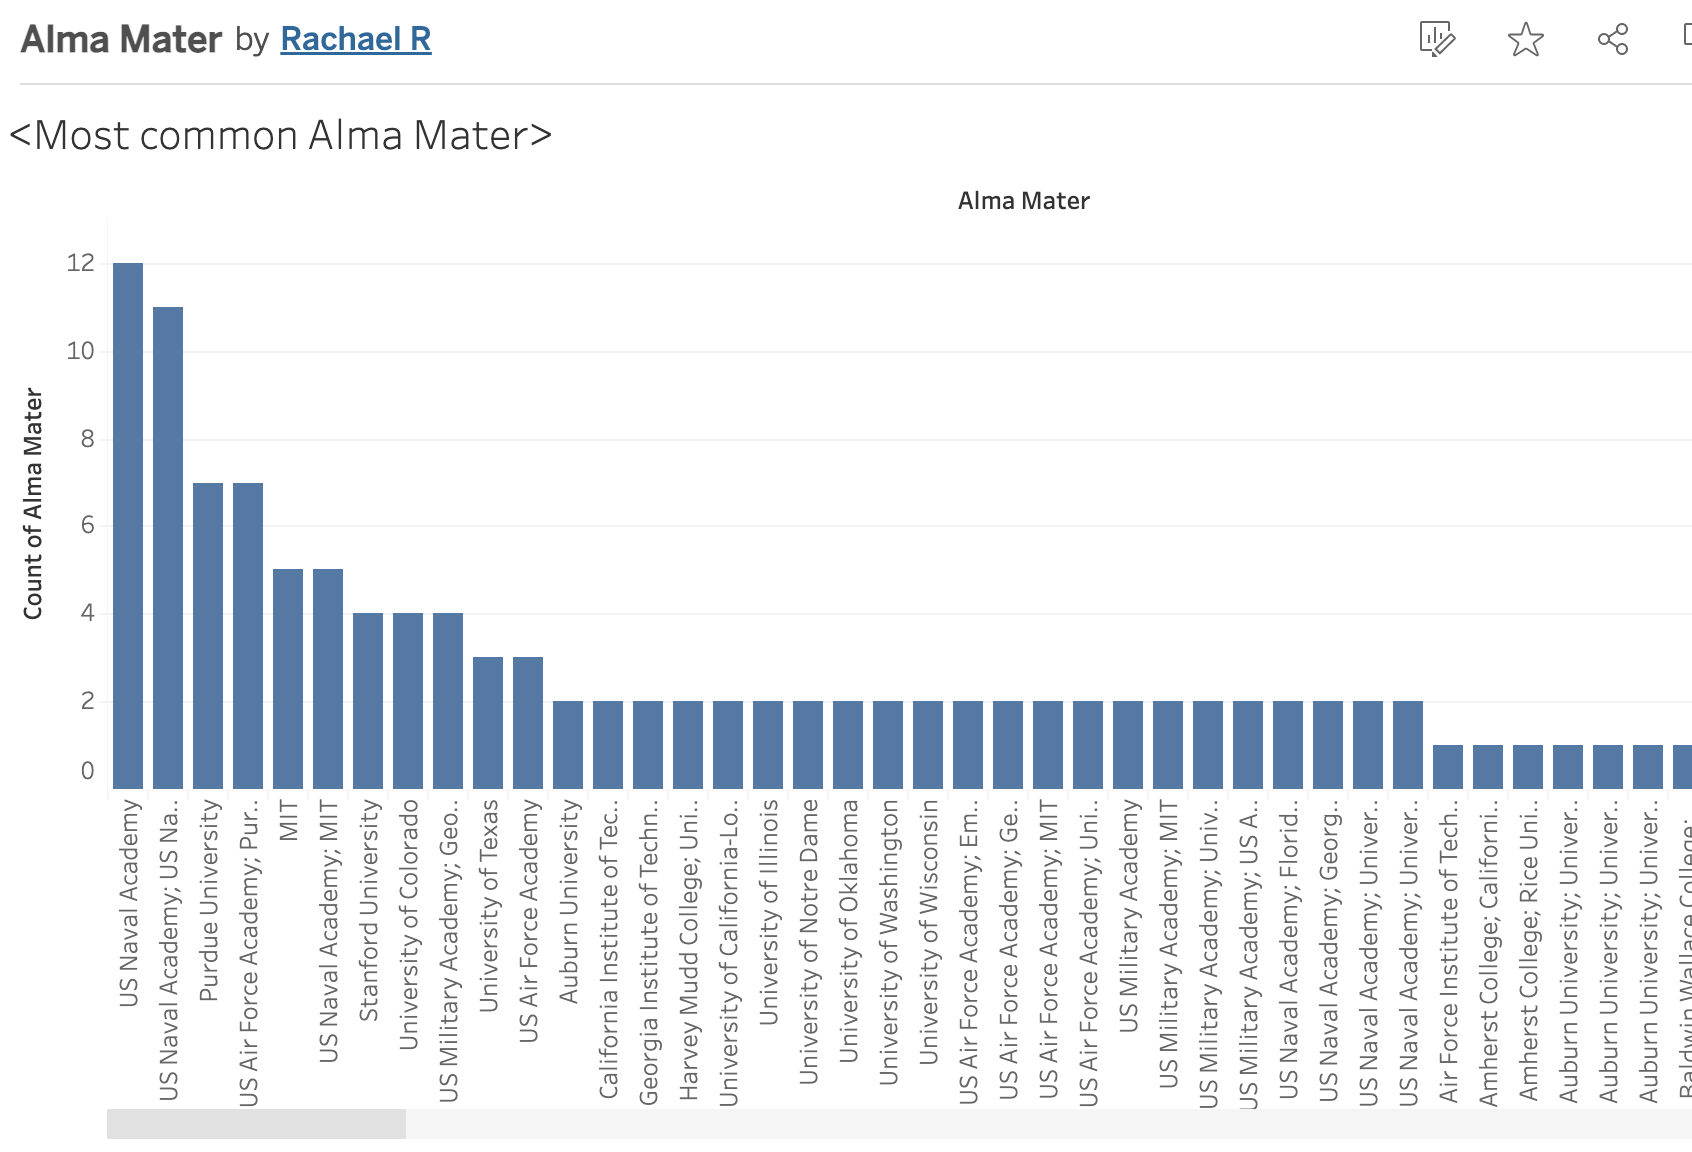 Alma Mater by Rachael R
<Most common Alma Mater>
Alma Mater
Count of Alma Mater
12
10
8
6
4
2
0
US Naval Academy
US Naval Academy; US Na..
Purdue University
US Air Force Academy; Pur..
MIT
US Naval Academy; MIT
Stanford University
University of Colorado
US Military Academy; Geo..
University of Texas
US Air Force Academy
Auburn University
California Institute of Tec..
Georgia Institute of Techn..
Harvey Mudd College; Uni..
University of California-Lo..
University of Illinois
University of Notre Dame
University of Oklahoma
University of Washington
University of Wisconsin
US Air Force Academy; Em..
US Air Force Academy; Ge..
US Air Force Academy; MIT
US Air Force Academy; Uni..
US Military Academy
US Military Academy; MIT
US Military Academy; Univ..
US Military Academy; US A..
US Naval Academy; Florid..
US Naval Academy; Georg..
US Naval Academy; Univer..
US Naval Academy; Univer..
Air Force Institute of Tech..
Amherst College; Californi..
Amherst College; Rice Uni..
Auburn University; Univer..
Auburn University; Univer..
Auburn University; Univer..
Baldwin Wallace College;